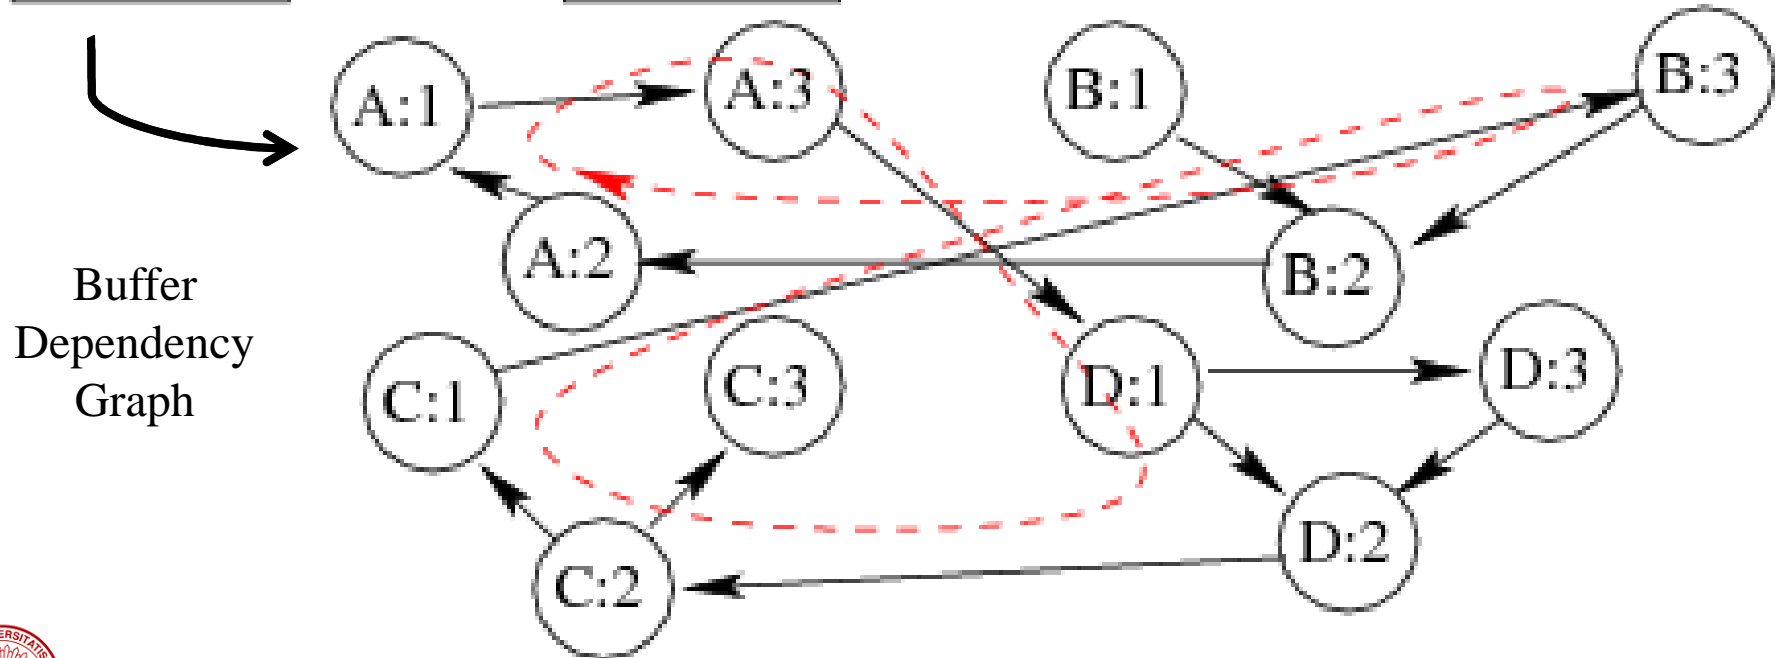 A:1
A:3
B:1
B:3
A:2
B:2
Buffer
Dependency
Graph
C:1
C:3
D:1
D:3
C:2
D:2